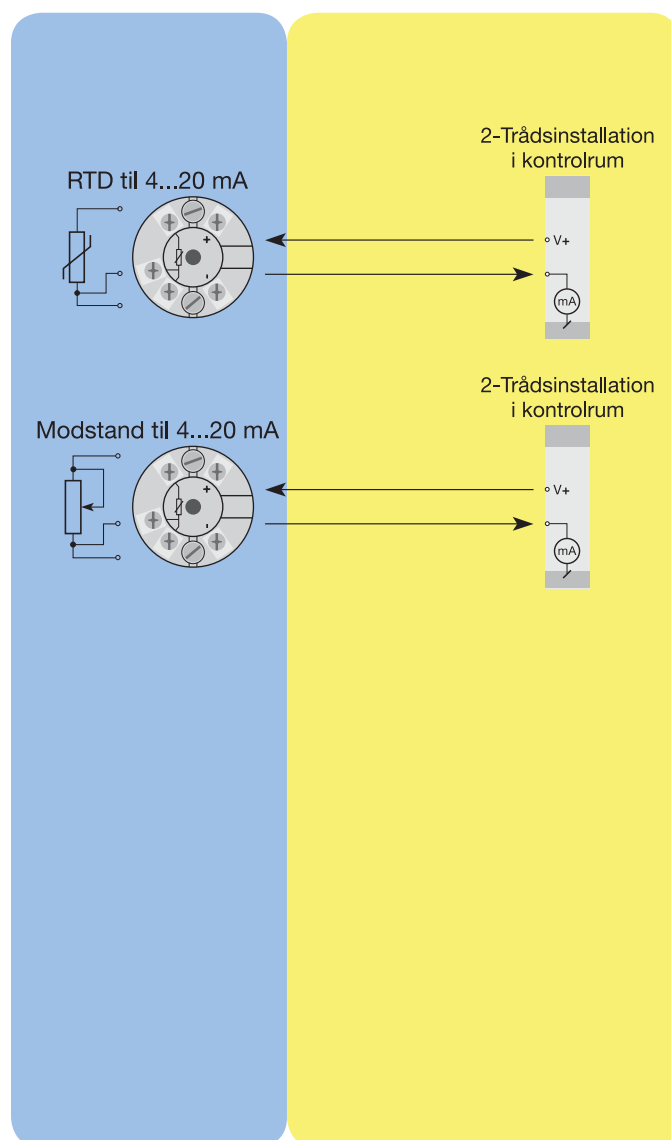 2-Trådsinstallation
i kontrolrum
RTD til 4...20 mA
+
-
V+
mA
2-Trådsinstallation
i kontrolrum
Modstand til 4...20 mA
+
-
V+
mA